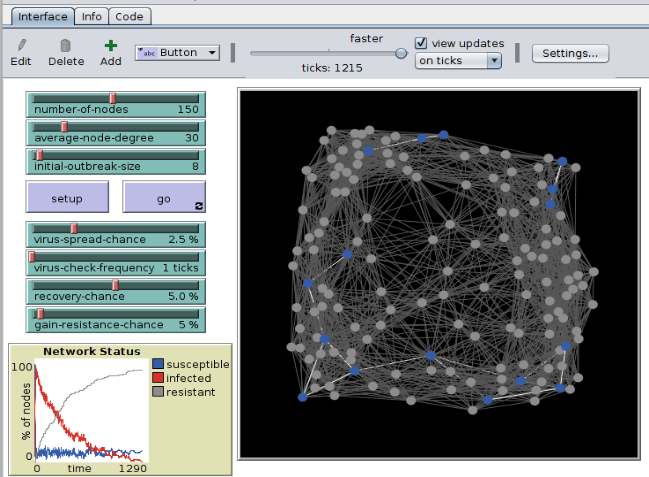 Interface Info Code
Edit Delete Add abc Button faster ticks: 1215 view updates on ticks Settings...
number-of-nodes 150
average-node-degree 30
initial-outbreak-size 8
setup go
virus-spread-chance 2.5 %
virus-check-frequency 1 ticks
recovery-chance 5.0 %
gain-resistance-chance 5 %
Network Status
100
% of nodes
0
0 time 1290
susceptible
infected
resistant